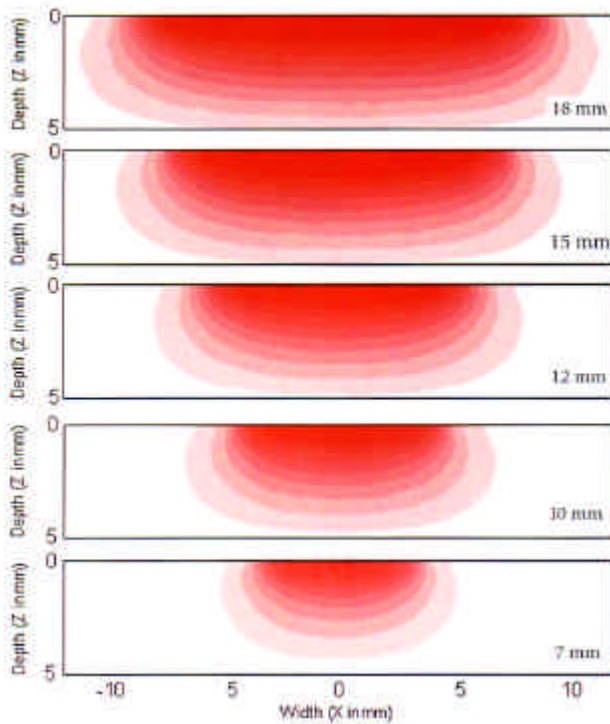 0
Depth (Z in mm)
5
18 mm
0
Depth (Z in mm)
5
15 mm
0
Depth (Z in mm)
5
12 mm
0
Depth (Z in mm)
5
10 mm
0
Depth (Z in mm)
5
7 mm
-10 5 0 5 10
Width (X in mm)